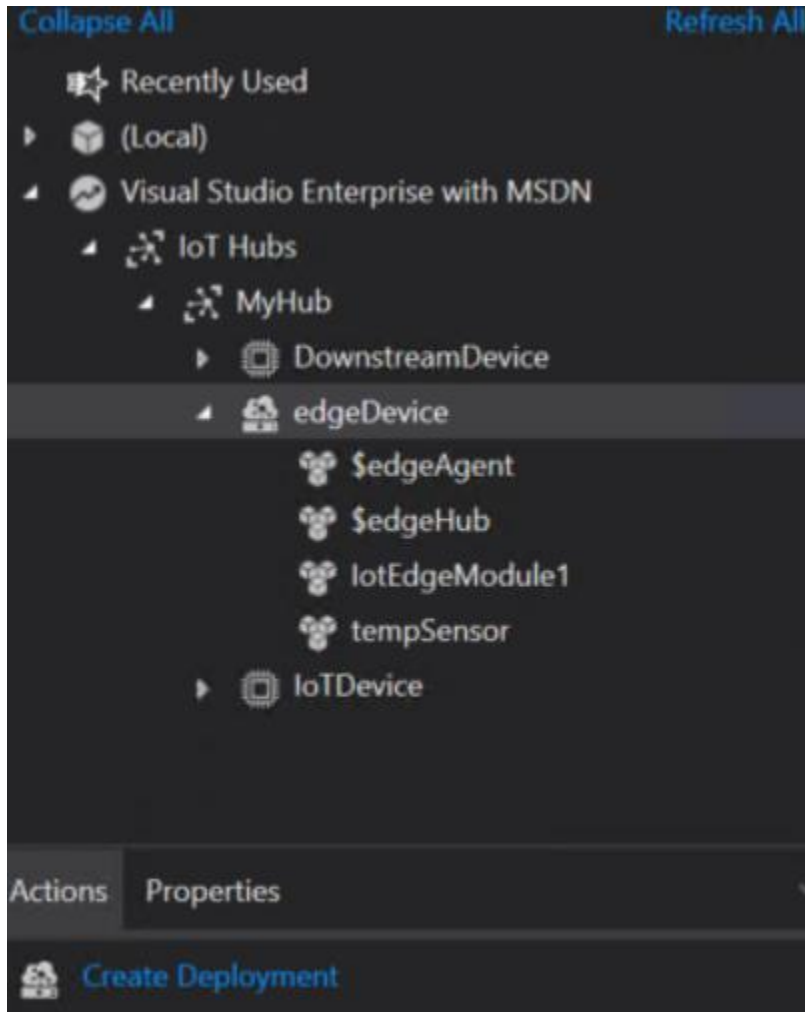 Collapse All Refresh All
Recently Used
(Local)
Visual Studio Enterprise with MSDN
IoT Hubs
MyHub
DownstreamDevice
edgeDevice
$edgeAgent
$edgeHub
IotEdgeModule1
tempSensor
IoTDevice
Actions Properties
Create Deployment